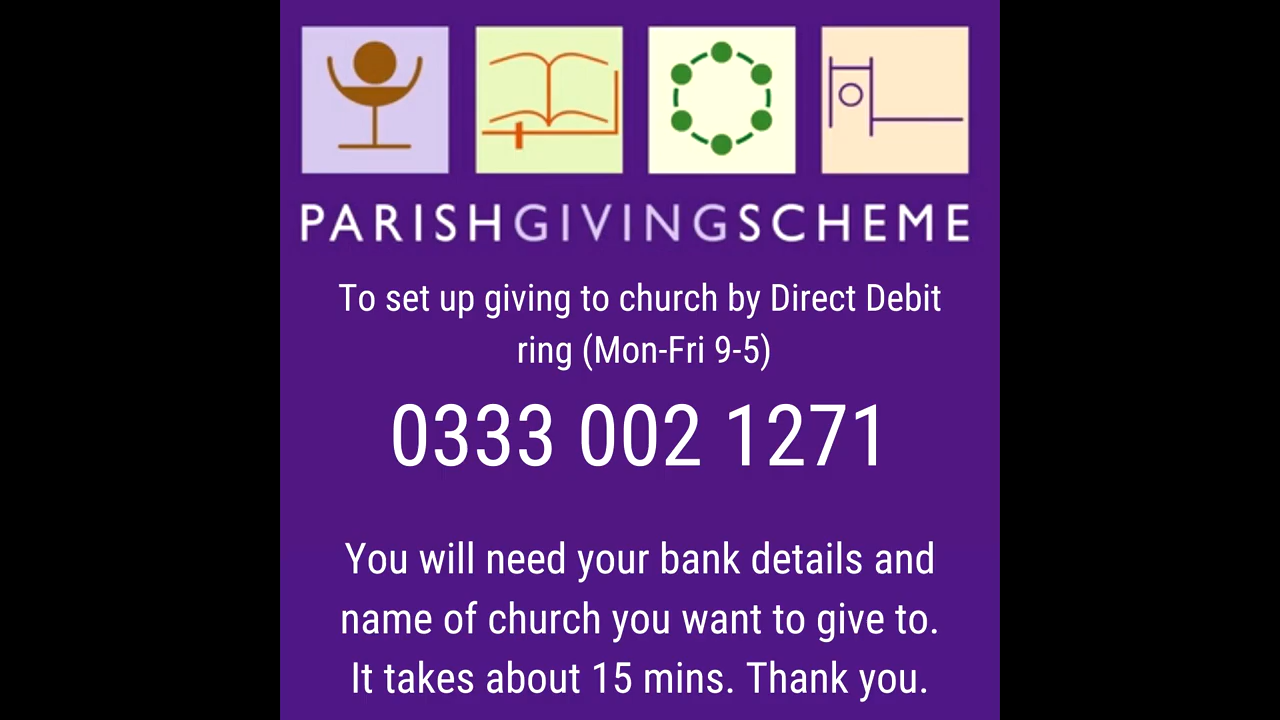 PARISHGIVINGSCHEME
To set up giving to church by Direct Debit
ring (Mon-Fri 9-5)
0333 002 1271
You will need your bank details and
name of church you want to give to.
It takes about 15 mins. Thank you.